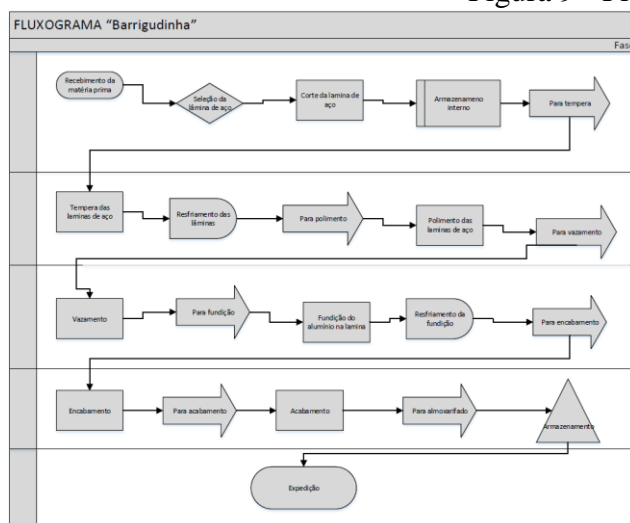 FLUXOGRAMA "Barrigudinha"
Fase
Recebimento da
matéria prima
Seleção da
lâmina de aço
Corte da lamina de
aço
Armazenameno
interno
Para tempera
Tempera das
laminas de aço
Resfriamento das
lâminas
Para polimento
Polimento das
laminas de aço
Para vazamento
Vazamento
Para fundição
Fundição do
alumínio na lamina
Resfriamento da
fundição
Para encabamento
Encabamento
Para acabamento
Acabamento
Para almoxarifado
Armazenamento
Expedição